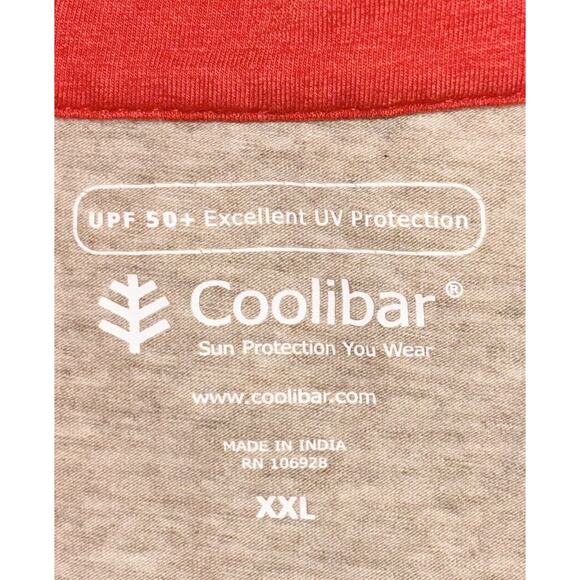 UPF 50+ Excellent UV Protection
Coolibar®
Sun Protection You Wear
www.coolibar.com
MADE IN INDIA
RN 106928
XXL